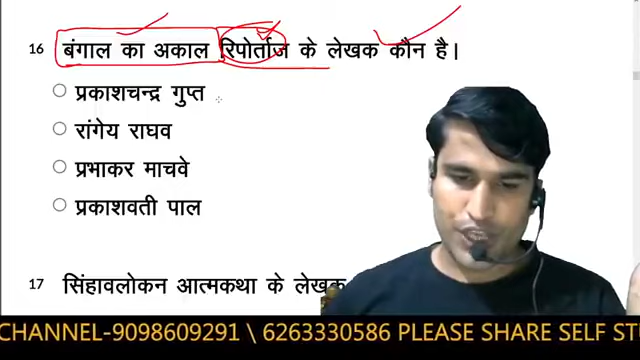 16 बंगाल का अकाल रिपोर्ताज के लेखक कौन है।
प्रकाशचन्द्र गुप्त
रांगेय राघव
प्रभाकर माचवे
प्रकाशवती पाल
17 सिंहावलोकन आत्मकथा के लेखक
CHANNEL-9098609291 \ 6263330586 PLEASE SHARE SELF